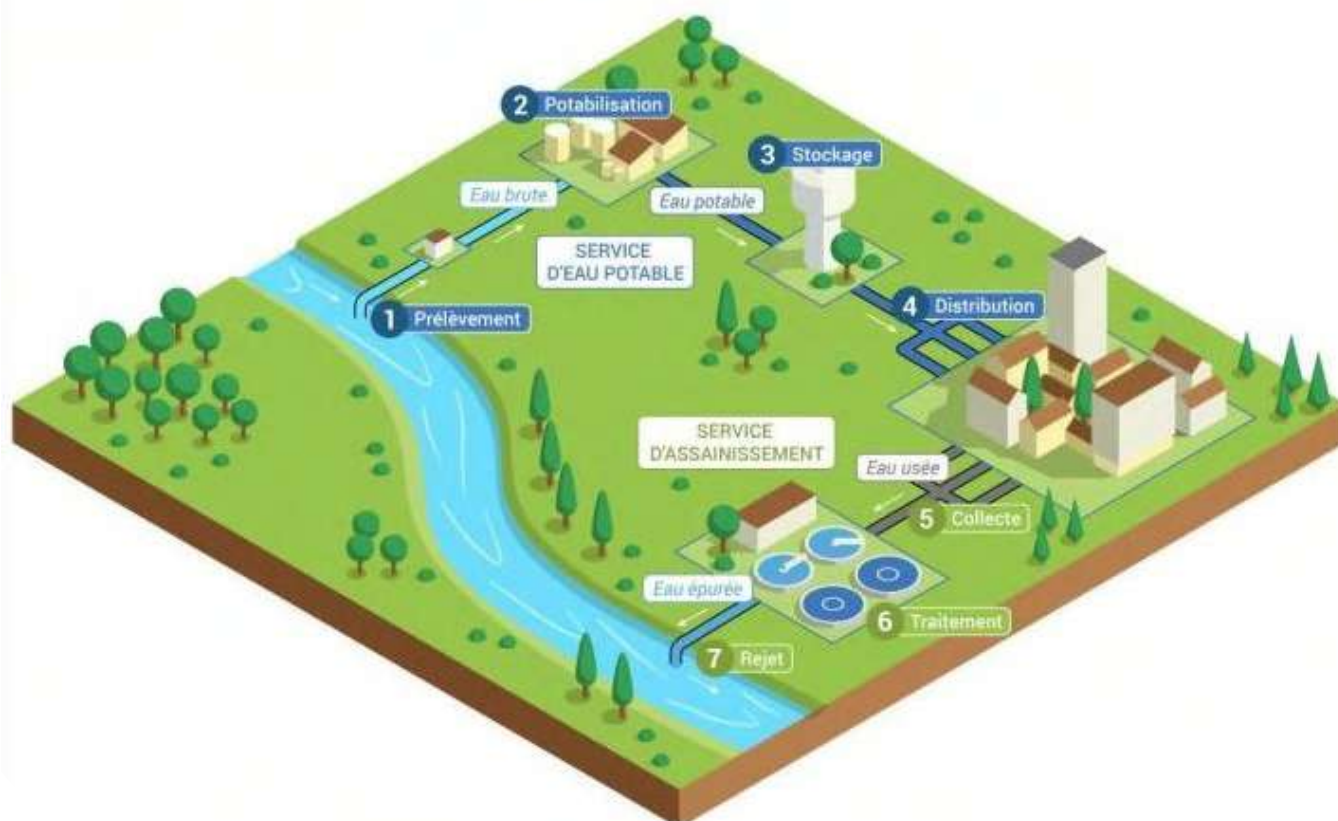 2 Potabilisation
3 Stockage
Eau brute
Eau potable
SERVICE
D'EAU POTABLE
1 Prélèvement
4 Distribution
SERVICE
D'ASSAINISSEMENT
Eau usée
5 Collecte
Eau épurée
6 Traitement
7 Rejet